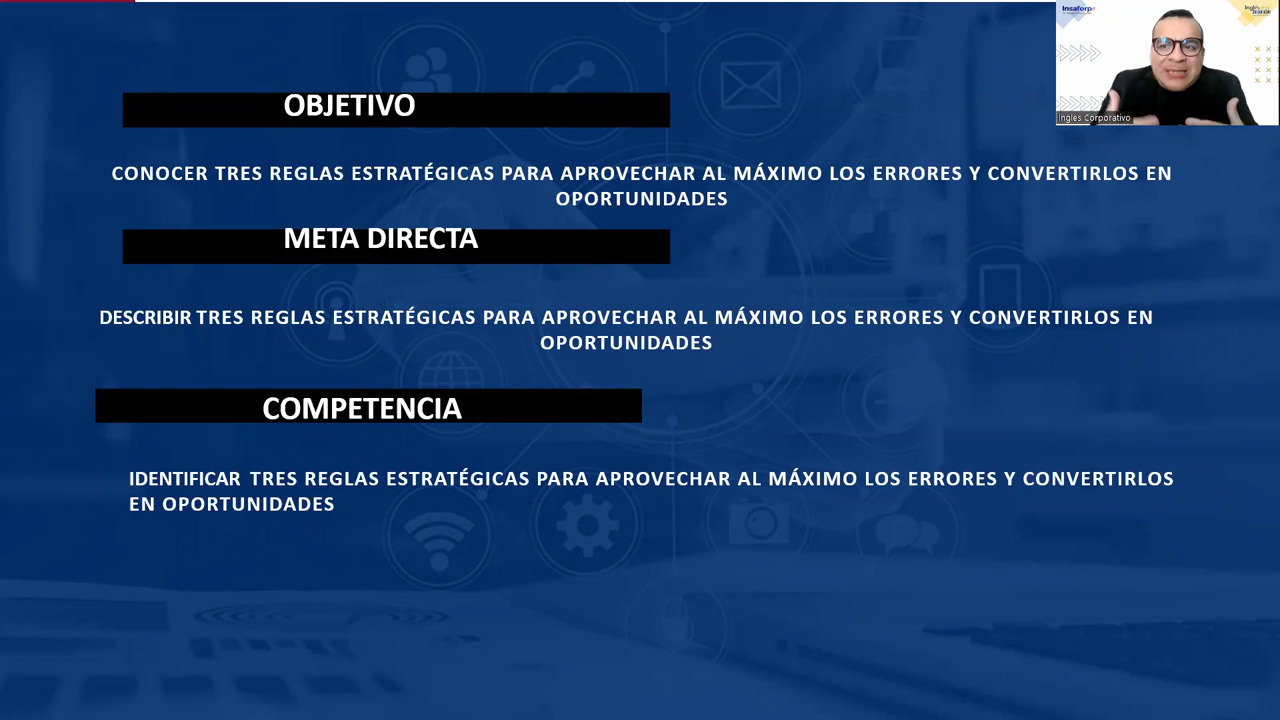 OBJETIVO
CONOCER TRES REGLAS ESTRATÉGICAS PARA APROVECHAR AL MÁXIMO LOS ERRORES Y CONVERTIRLOS EN
OPORTUNIDADES
META DIRECTA
DESCRIBIR TRES REGLAS ESTRATÉGICAS PARA APROVECHAR AL MÁXIMO LOS ERRORES Y CONVERTIRLOS EN
OPORTUNIDADES
COMPETENCIA
IDENTIFICAR TRES REGLAS ESTRATÉGICAS PARA APROVECHAR AL MÁXIMO LOS ERRORES Y CONVERTIRLOS
EN OPORTUNIDADES
Insaforp
Ingles Corporativo